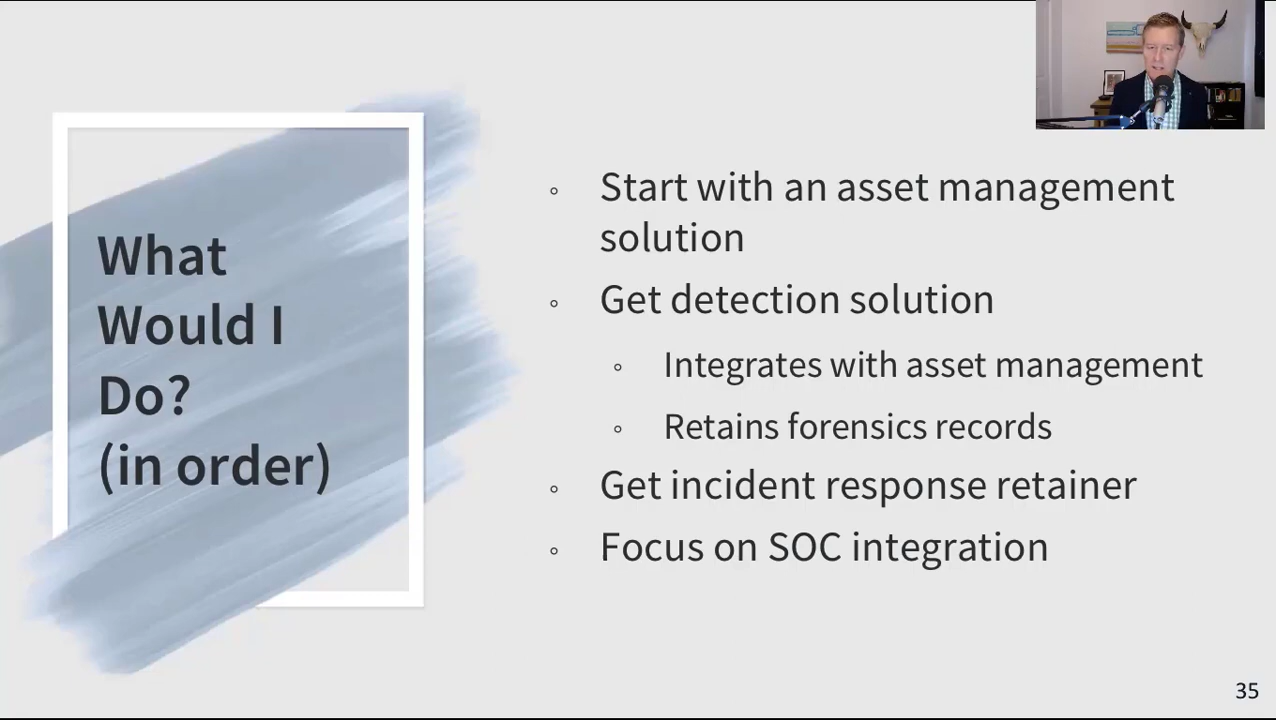 What
Would I
Do?
(in order)
◦ Start with an asset management
solution
◦ Get detection solution
◦ Integrates with asset management
◦ Retains forensics records
◦ Get incident response retainer
◦ Focus on SOC integration
35